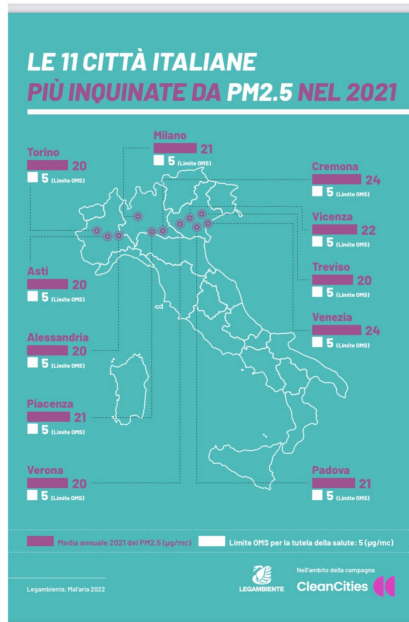 LE 11 CITTÀ ITALIANE
PIÙ INQUINATE DA PM2.5 NEL 2021
Milano
21
5 (Limite OMS)
Torino
20
5 (Limite OMS)
Cremona
24
5 (Limite OMS)
Vicenza
22
5 (Limite OMS)
Asti
20
5 (Limite OMS)
Treviso
20
5 (Limite OMS)
Venezia
24
5 (Limite OMS)
Alessandria
20
5 (Limite OMS)
Piacenza
21
5 (Limite OMS)
Verona
20
5 (Limite OMS)
Padova
21
5 (Limite OMS)
Media annuale 2021 del PM2.5 (µg/mc)
Limite OMS per la tutela della salute: 5 (µg/mc)
Legambiente, Mal'aria 2022
LEGAMBIENTE
Nell'ambito della campagna
CleanCities